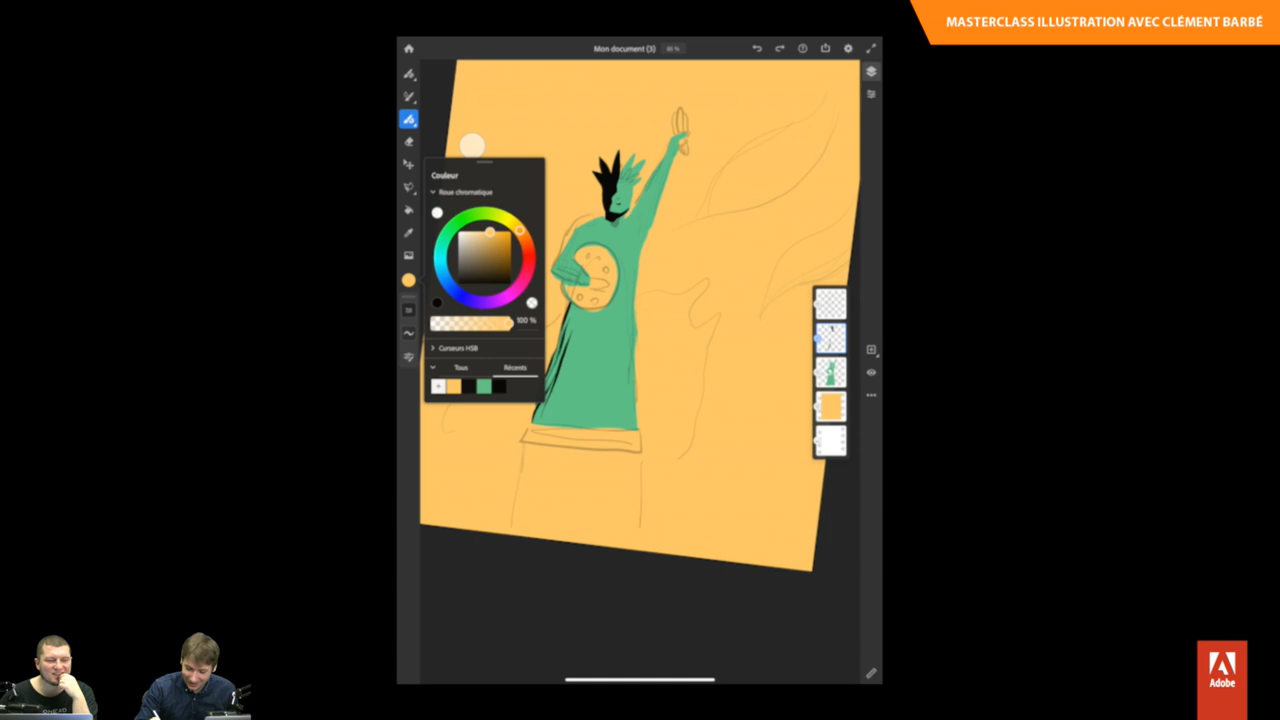 MASTERCLASS ILLUSTRATION AVEC CLÉMENT BARBÉ
Mon document (3)
Couleur
Roue chromatique
100 %
Curseurs HSB
Tous
Récents
Adobe